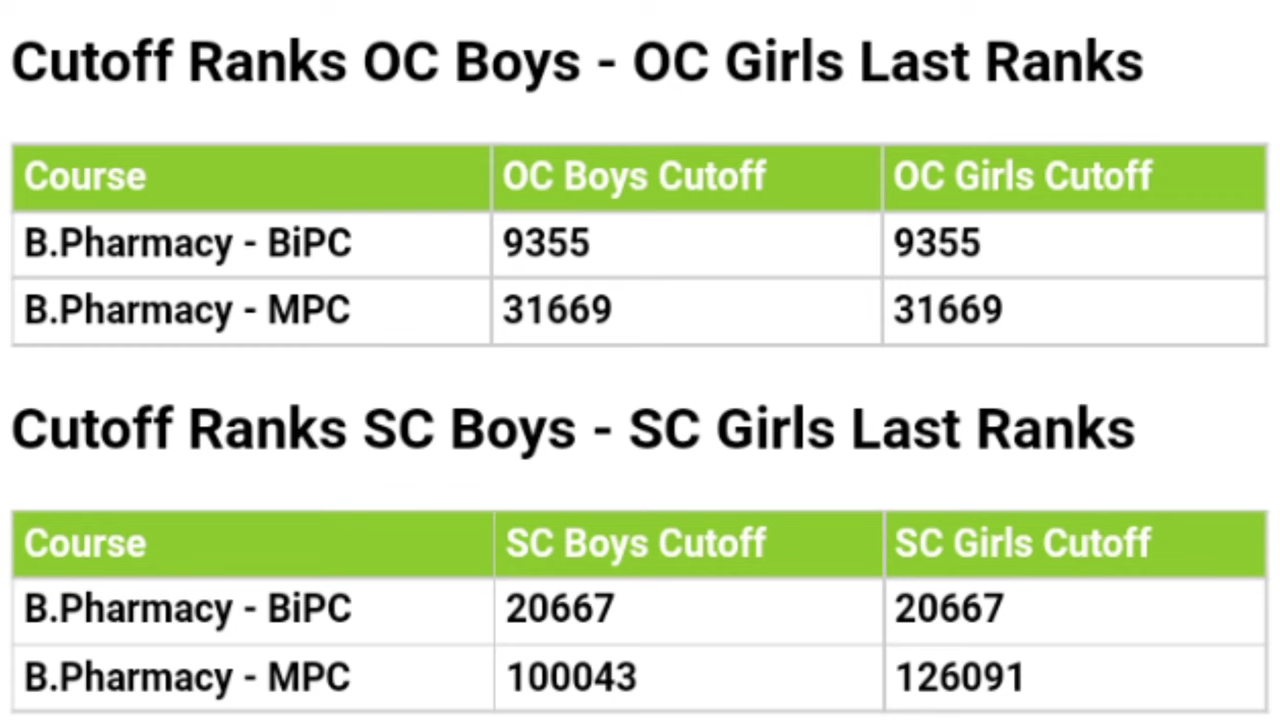 Cutoff Ranks OC Boys - OC Girls Last Ranks
Course OC Boys Cutoff OC Girls Cutoff
B.Pharmacy - BiPC 9355 9355
B.Pharmacy - MPC 31669 31669
Cutoff Ranks SC Boys - SC Girls Last Ranks
Course SC Boys Cutoff SC Girls Cutoff
B.Pharmacy - BiPC 20667 20667
B.Pharmacy - MPC 100043 126091